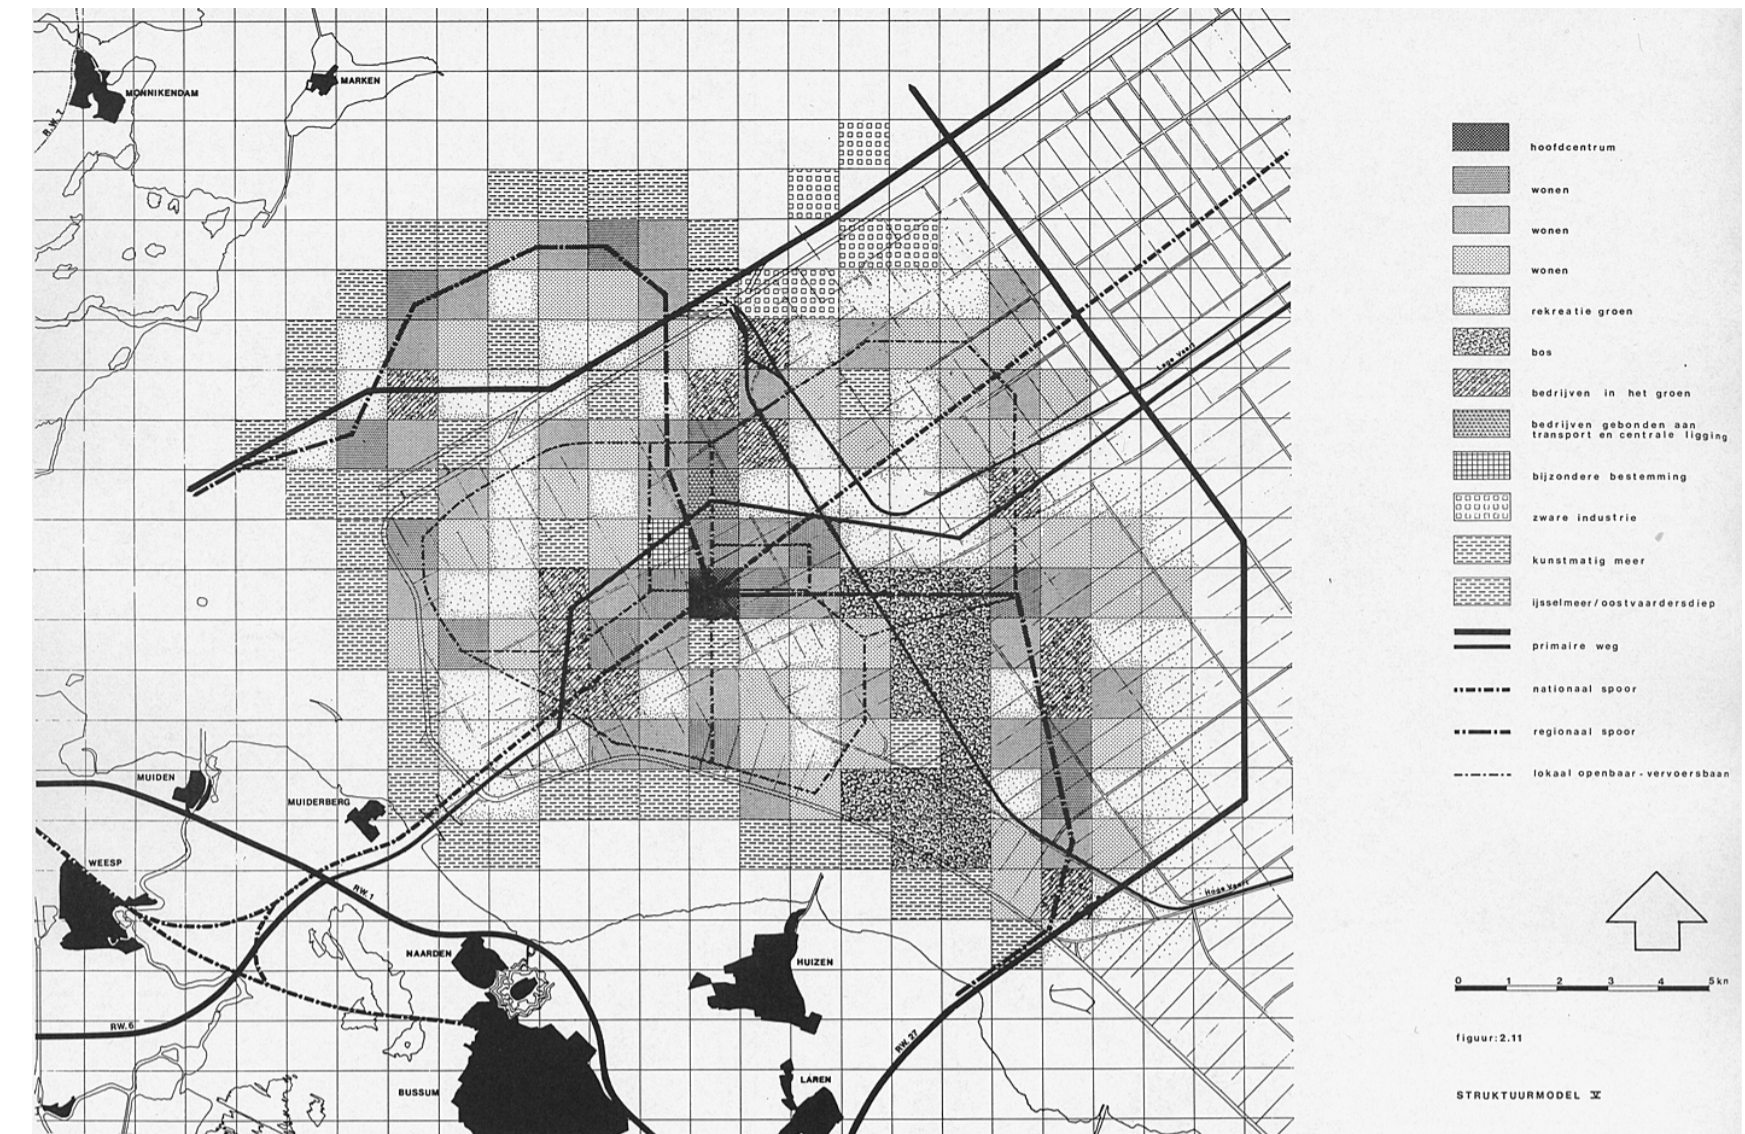 MONNIKENDAM
MARKEN
R.W. 7
Lage Vaart
MUIDEN
MUIDERBERG
WEESP
RW. 1
Hoge Vaart
NAARDEN
HUIZEN
RW. 6
RW. 27
LAREN
BUSSUM
hoofdcentrum
wonen
wonen
wonen
rekreatie groen
bos
bedrijven in het groen
bedrijven gebonden aan
transport en centrale ligging
bijzondere bestemming
zware industrie
kunstmatig meer
ijsselmeer/oostvaardersdiep
primaire weg
nationaal spoor
regionaal spoor
lokaal openbaar-vervoersbaan
0 1 2 3 4 5km
figuur:2.11
STRUKTUURMODEL V